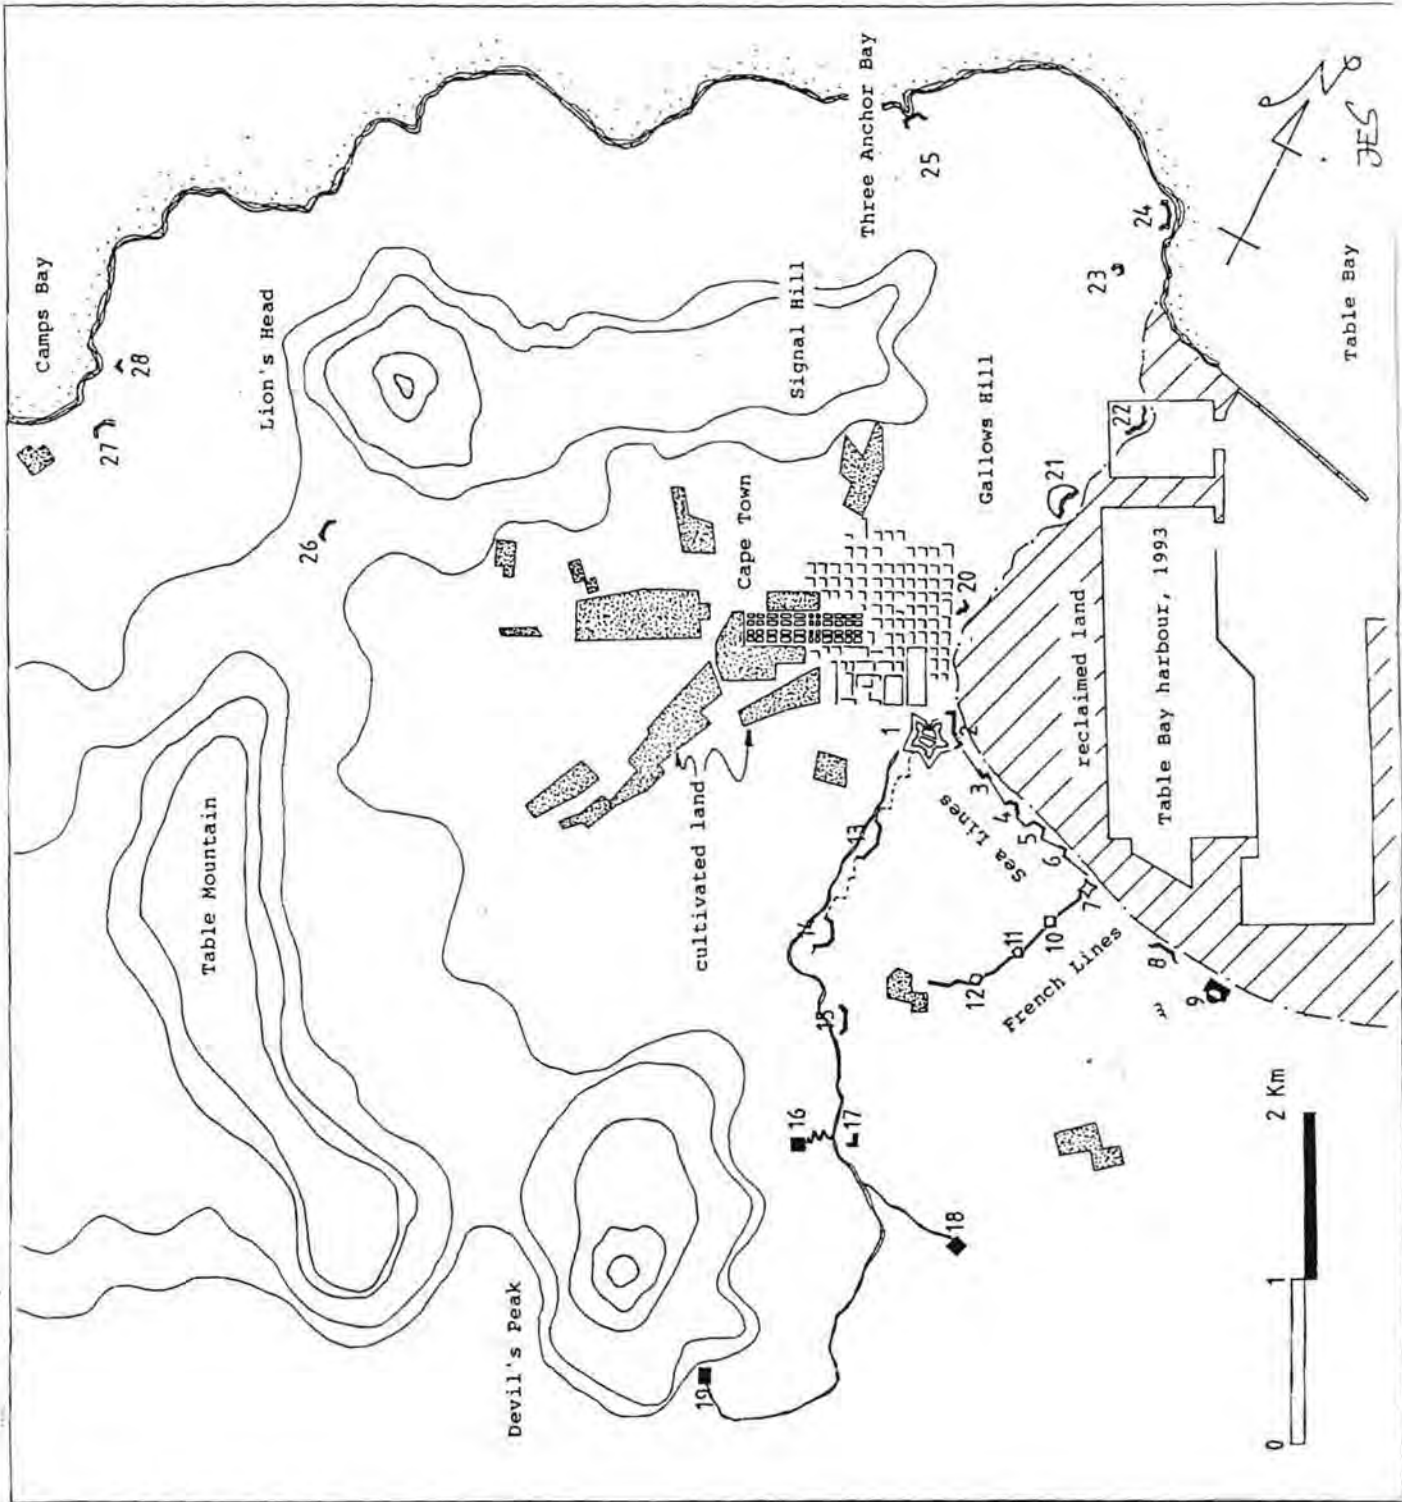 Camps Bay
28
27
Lion's Head
26
Three Anchor Bay
25
Signal Hill
24
23
JES
Table Bay
Gallows Hill
22
21
Cape Town
20
reclaimed land
Table Bay harbour, 1993
Table Mountain
cultivated land
1
2
3
4
5
6
7
Sea Lines
13
14
10
11
12
French Lines
8
9
15
16
17
18
Devil's Peak
19
0
1
2 Km